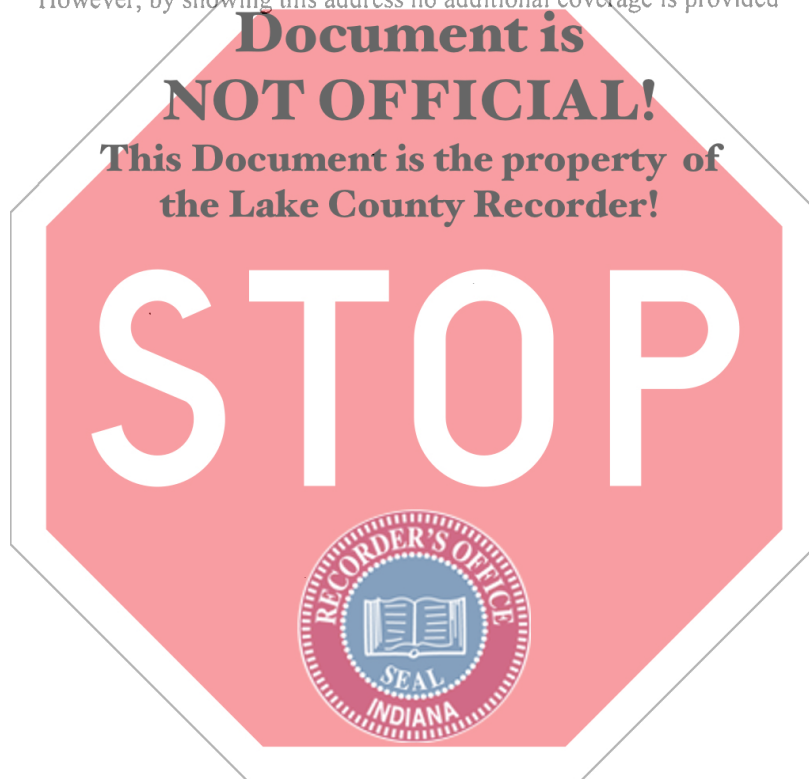 However, by showing this address no additional coverage is provided
Document is
NOT OFFICIAL!
This Document is the property of
the Lake County Recorder!
STOP
RECORDER'S OFFICE
SEAL
INDIANA